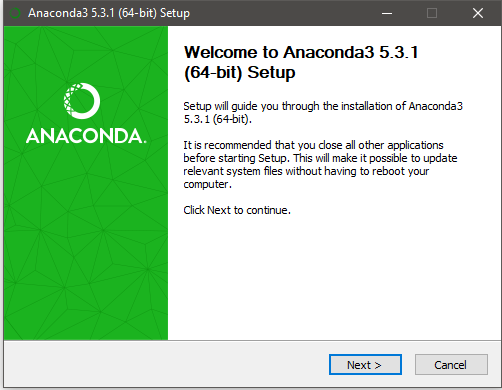 Anaconda3 5.3.1 (64-bit) Setup
ANACONDA.
Welcome to Anaconda3 5.3.1
(64-bit) Setup
Setup will guide you through the installation of Anaconda3
5.3.1 (64-bit).
It is recommended that you close all other applications
before starting Setup. This will make it possible to update
relevant system files without having to reboot your
computer.
Click Next to continue.
Next >
Cancel